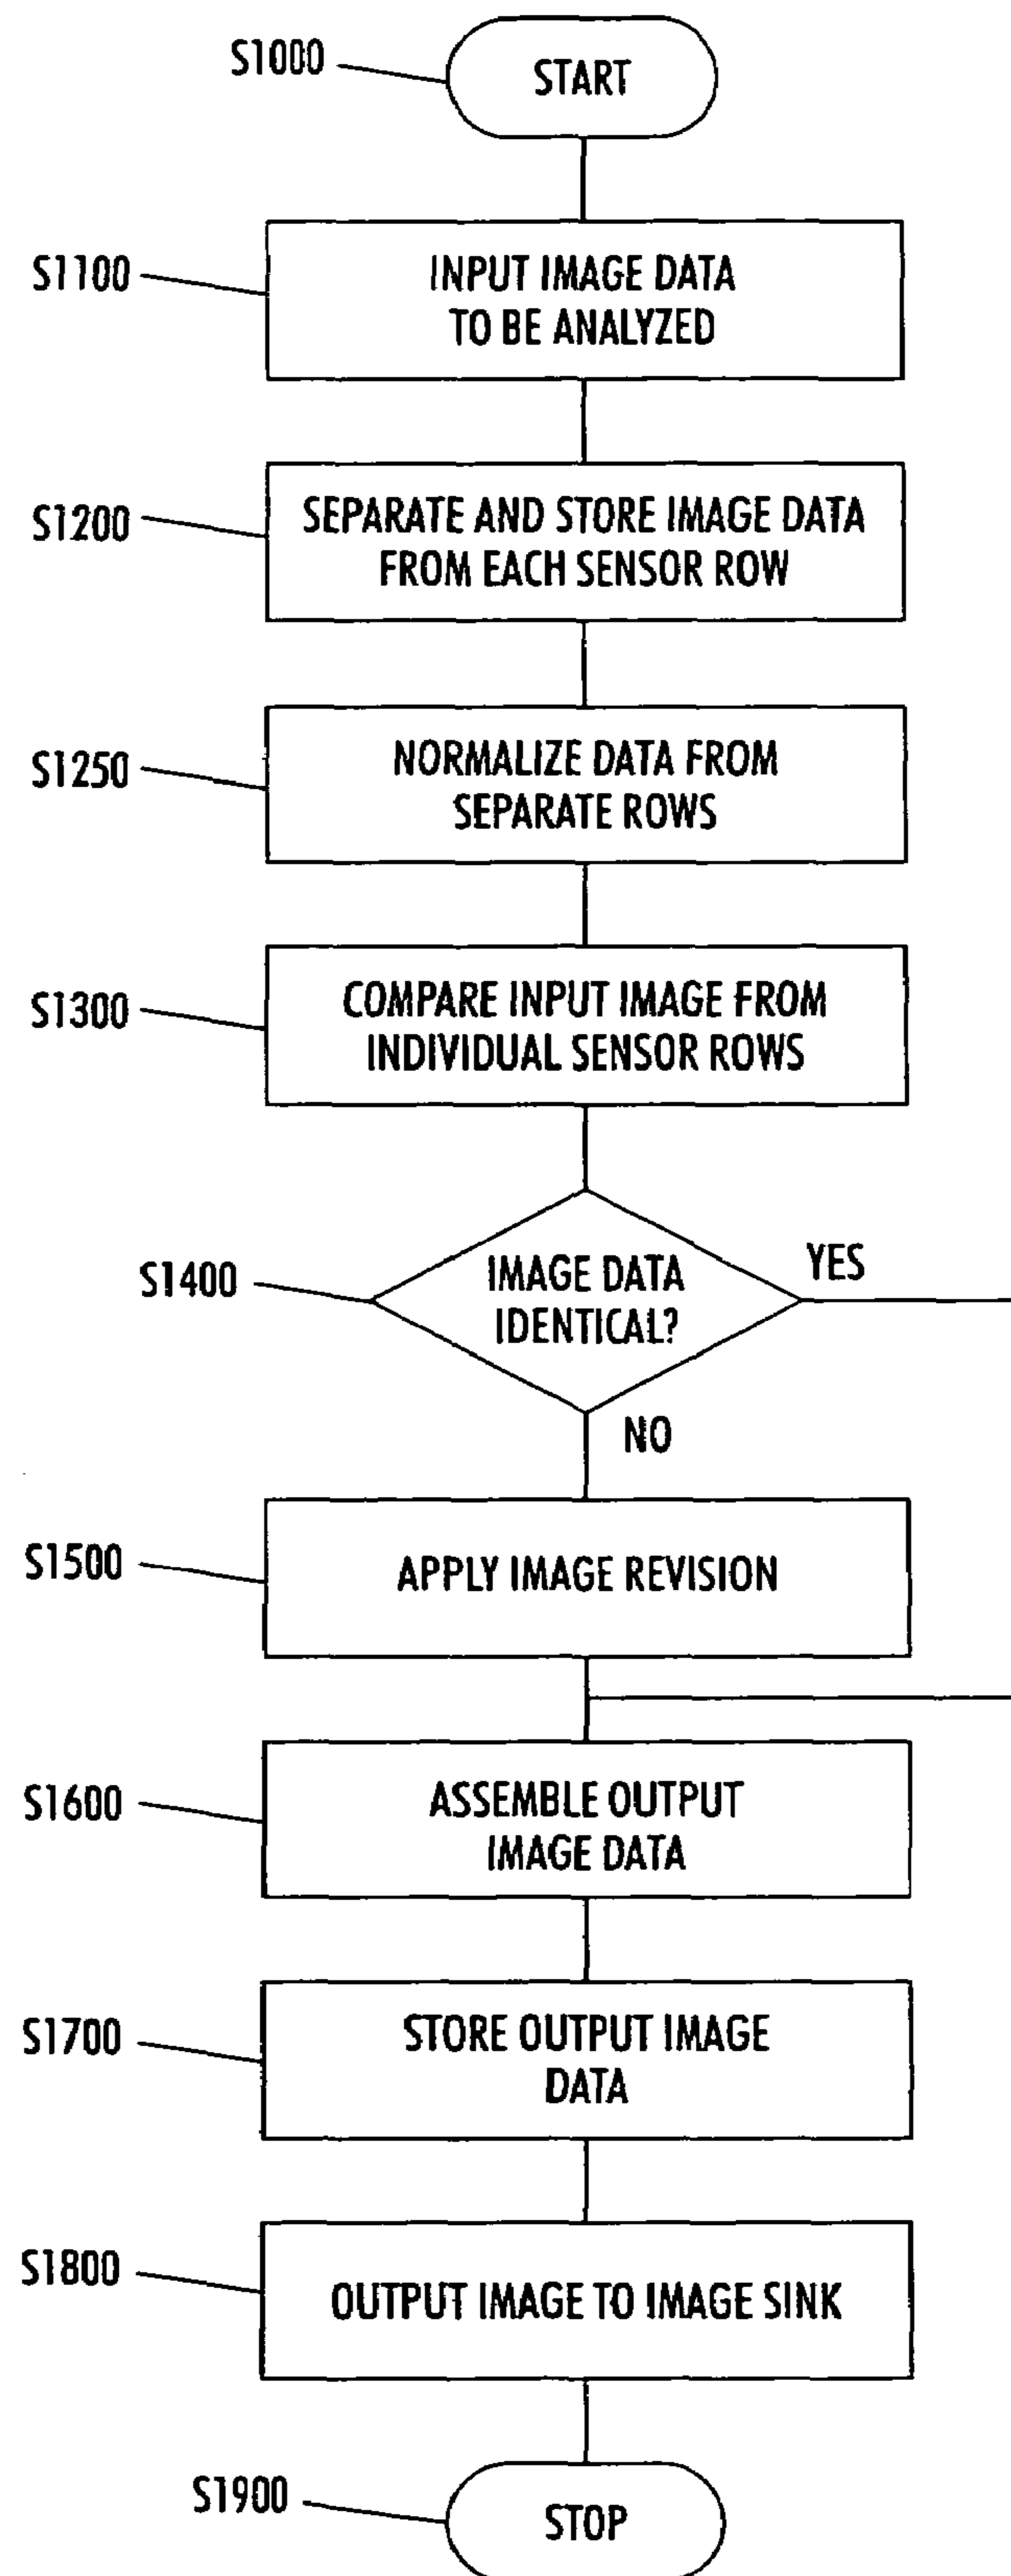 S1000
START
S1100
INPUT IMAGE DATA
TO BE ANALYZED
S1200
SEPARATE AND STORE IMAGE DATA
FROM EACH SENSOR ROW
S1250
NORMALIZE DATA FROM
SEPARATE ROWS
S1300
COMPARE INPUT IMAGE FROM
INDIVIDUAL SENSOR ROWS
S1400
IMAGE DATA
IDENTICAL?
YES
NO
S1500
APPLY IMAGE REVISION
S1600
ASSEMBLE OUTPUT
IMAGE DATA
S1700
STORE OUTPUT IMAGE
DATA
S1800
OUTPUT IMAGE TO IMAGE SINK
S1900
STOP